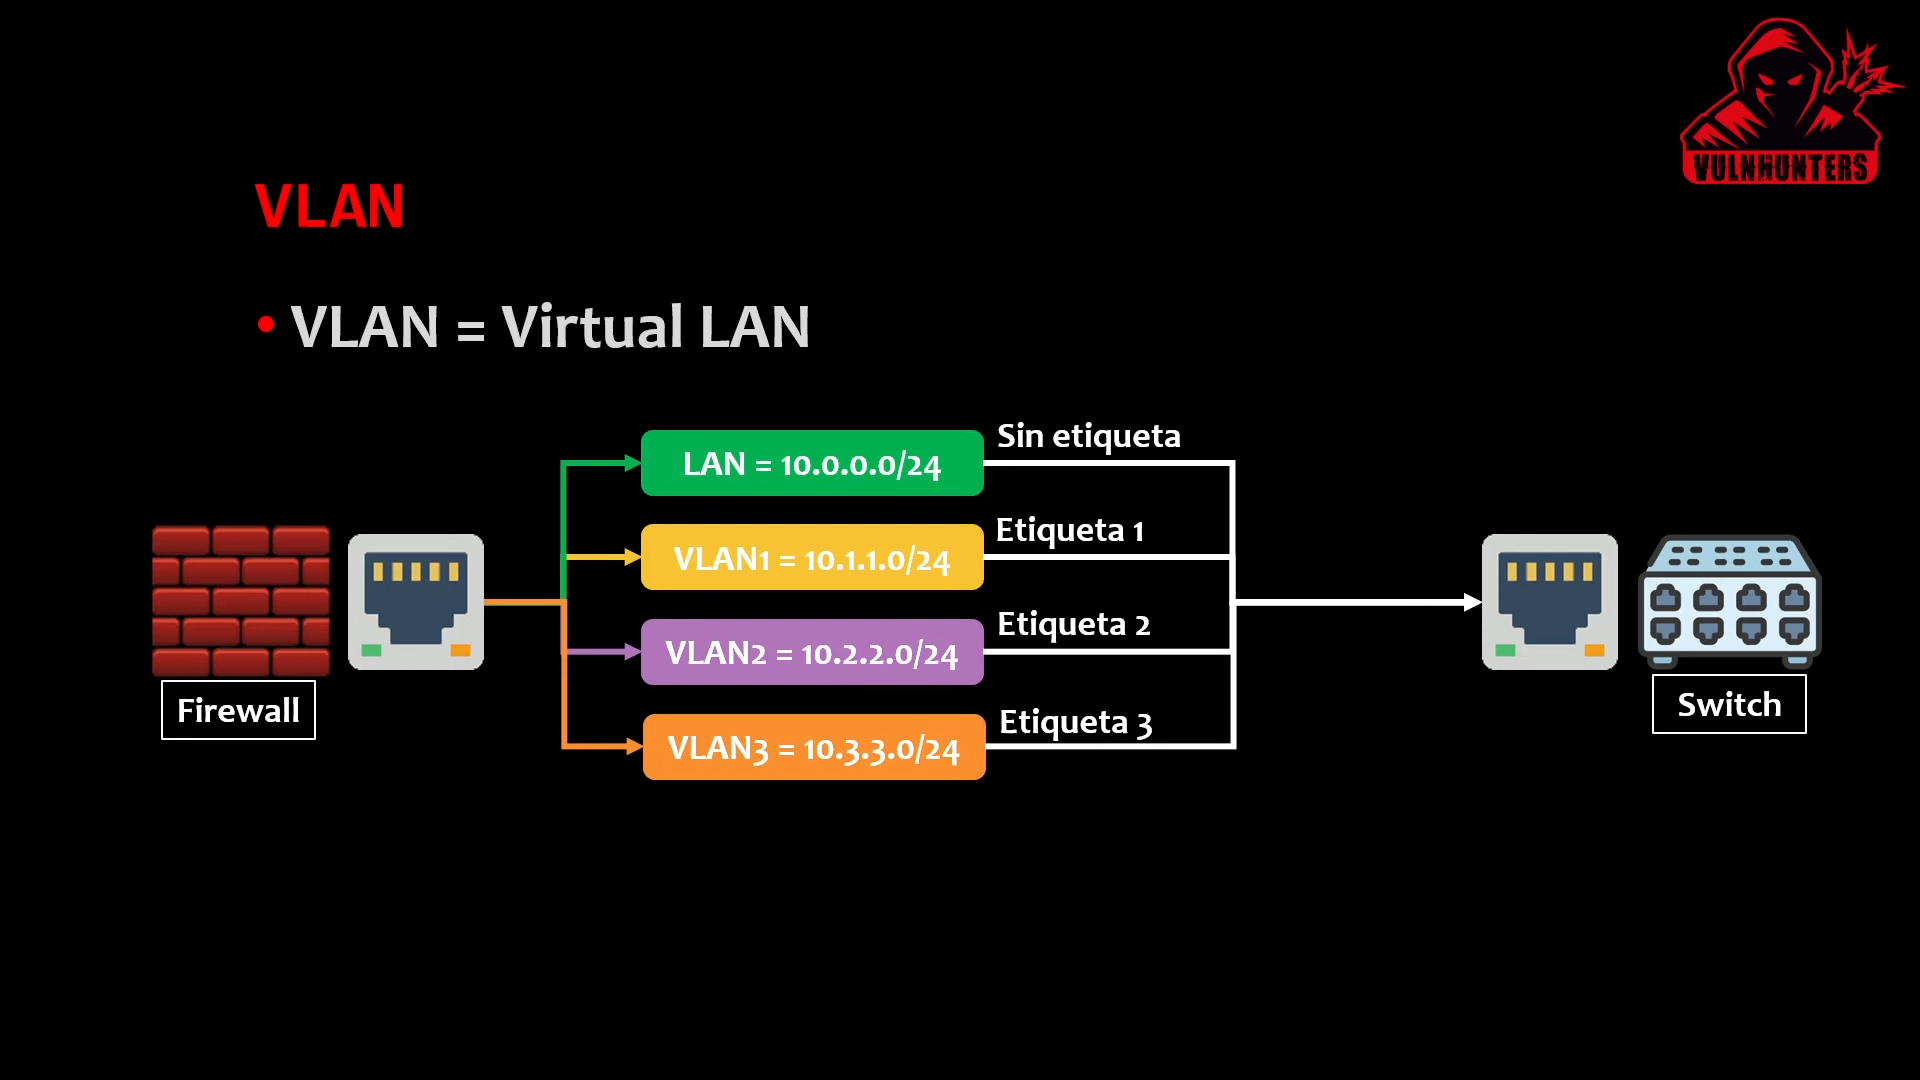 VULNHUNTERS
VLAN
• VLAN = Virtual LAN
Sin etiqueta
LAN = 10.0.0.0/24
Etiqueta 1
VLAN1 = 10.1.1.0/24
Etiqueta 2
VLAN2 = 10.2.2.0/24
Etiqueta 3
VLAN3 = 10.3.3.0/24
Firewall
Switch